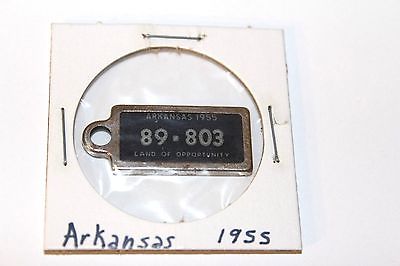 ARKANSAS 1955
89·803
LAND OF OPPORTUNITY
Arkansas 1955